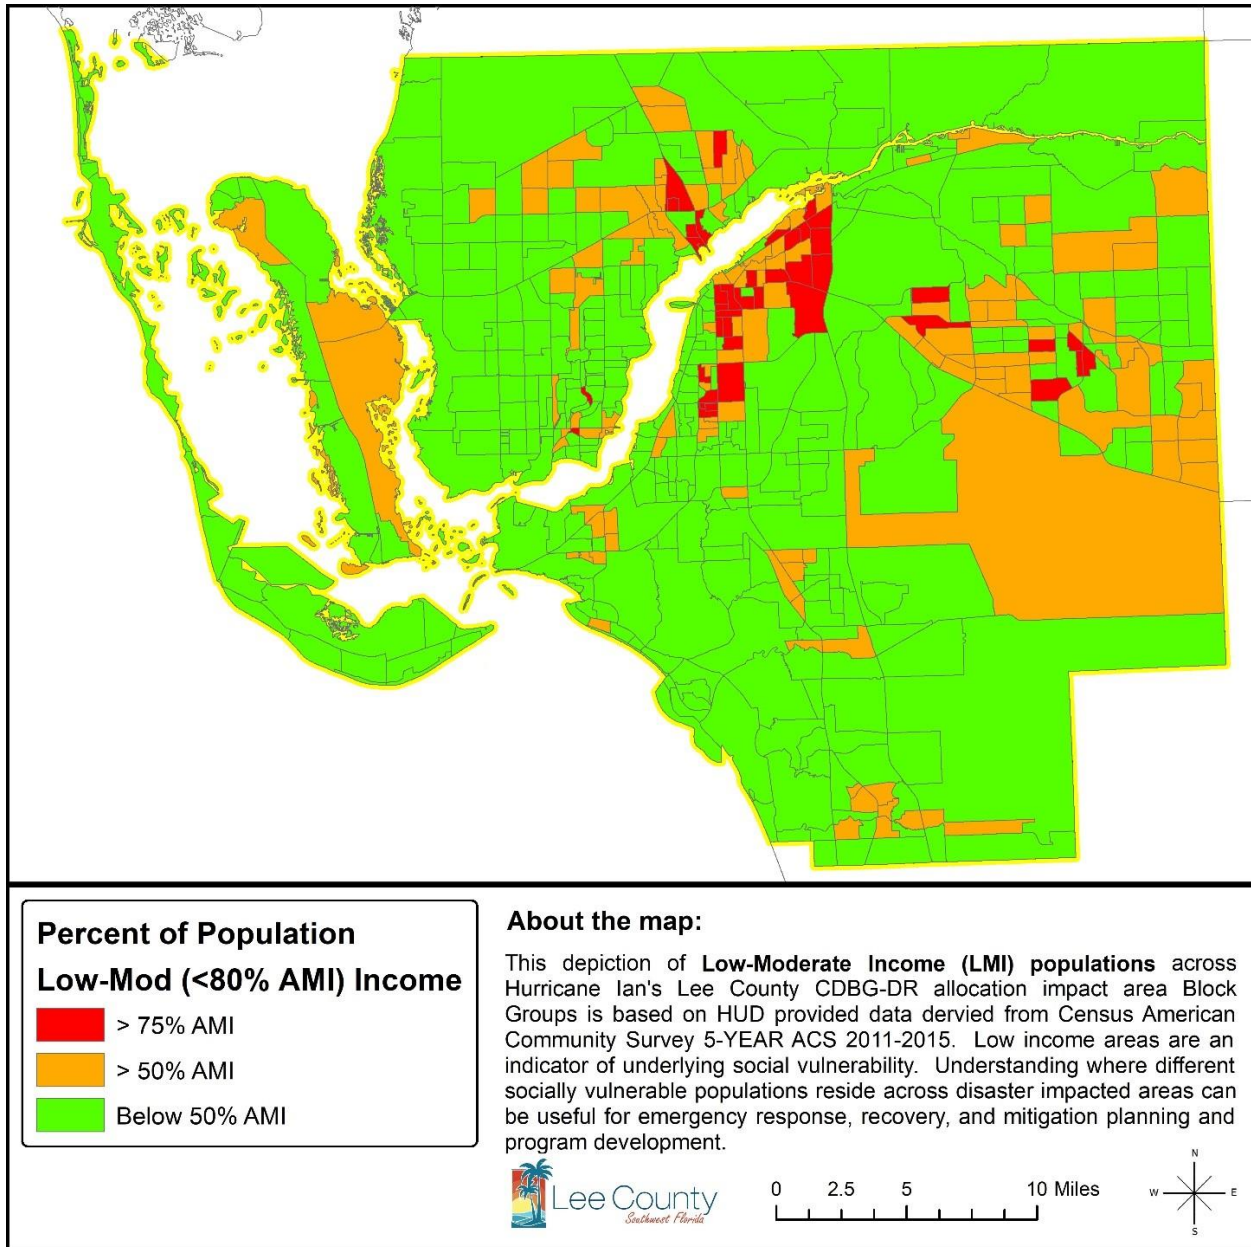 Percent of Population
Low-Mod (<80% AMI) Income
> 75% AMI
> 50% AMI
Below 50% AMI
About the map:
This depiction of Low-Moderate Income (LMI) populations across
Hurricane Ian's Lee County CDBG-DR allocation impact area Block
Groups is based on HUD provided data dervied from Census American
Community Survey 5-YEAR ACS 2011-2015. Low income areas are an
indicator of underlying social vulnerability. Understanding where different
socially vulnerable populations reside across disaster impacted areas can
be useful for emergency response, recovery, and mitigation planning and
program development.
Lee County
Southwest Florida
0 2.5 5 10 Miles
N
W E
S